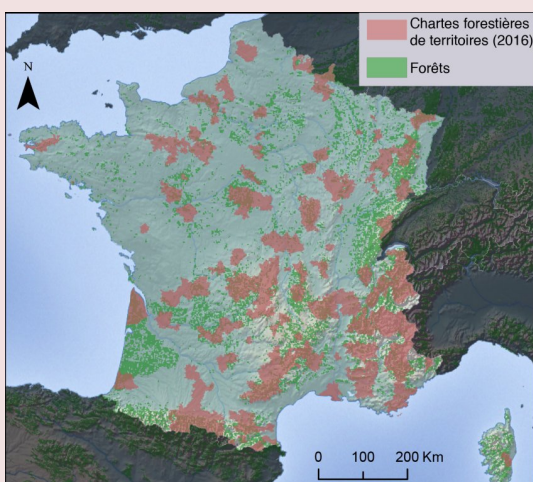 Chartes forestières
de territoires (2016)
Forêts
N
0 100 200 Km